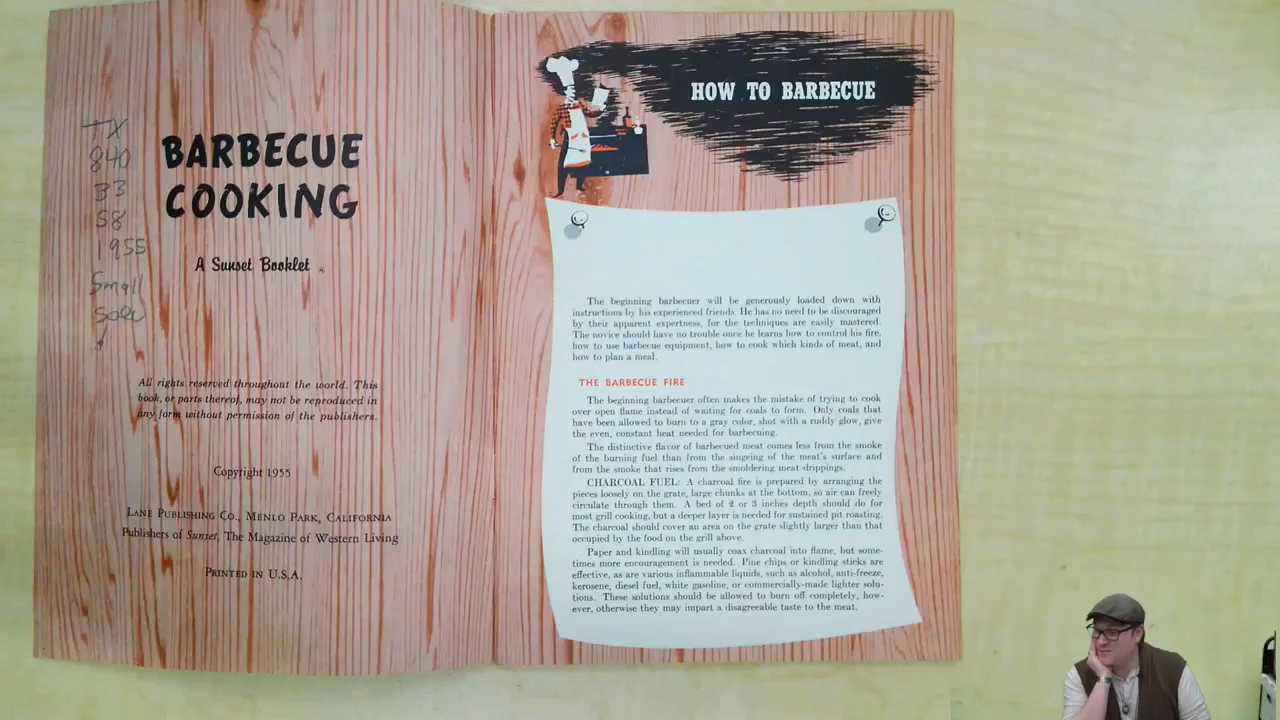 TX
840
B3
S8
1955
Small
BARBECUE
COOKING
A Sunset Booklet
All rights reserved throughout the world. This
book, or parts thereof, may not be reproduced in
any form without permission of the publishers.
Copyright 1955
LANE PUBLISHING CO., MENLO PARK, CALIFORNIA
Publishers of Sunset, The Magazine of Western Living
PRINTED IN U.S.A.
HOW TO BARBECUE
The beginning barbecuer will be generously loaded down with
instructions by his experienced friends. He has no need to be discouraged
by their apparent expertness, for the techniques are easily mastered.
The novice should have no trouble once he learns how to control his fire,
how to use barbecue equipment, how to cook which kinds of meat, and
how to plan a meal.
THE BARBECUE FIRE
The beginning barbecuer often makes the mistake of trying to cook
over open flame instead of waiting for coals to form. Only coals that
have been allowed to burn to a gray color, shot with a ruddy glow, give
the even, constant heat needed for barbecuing.
The distinctive flavor of barbecued meat comes less from the smoke
of the burning fuel than from the singeing of the meat's surface and
from the smoke that rises from the smoldering meat drippings.
CHARCOAL FUEL: A charcoal fire is prepared by arranging the
pieces loosely on the grate, large chunks at the bottom, so air can freely
circulate through them. A bed of 2 or 3 inches depth should do for
most grill cooking, but a deeper layer is needed for sustained pit roasting.
The charcoal should cover an area on the grate slightly larger than that
occupied by the food on the grill above.
Paper and kindling will usually coax charcoal into flame, but some-
times more encouragement is needed. Pine chips or kindling sticks are
effective, as are various inflammable liquids, such as alcohol, anti-freeze,
kerosene, diesel fuel, white gasoline, or commercially-made lighter solu-
tions. These solutions should be allowed to burn off completely, how-
ever, otherwise they may impart a disagreeable taste to the meat.